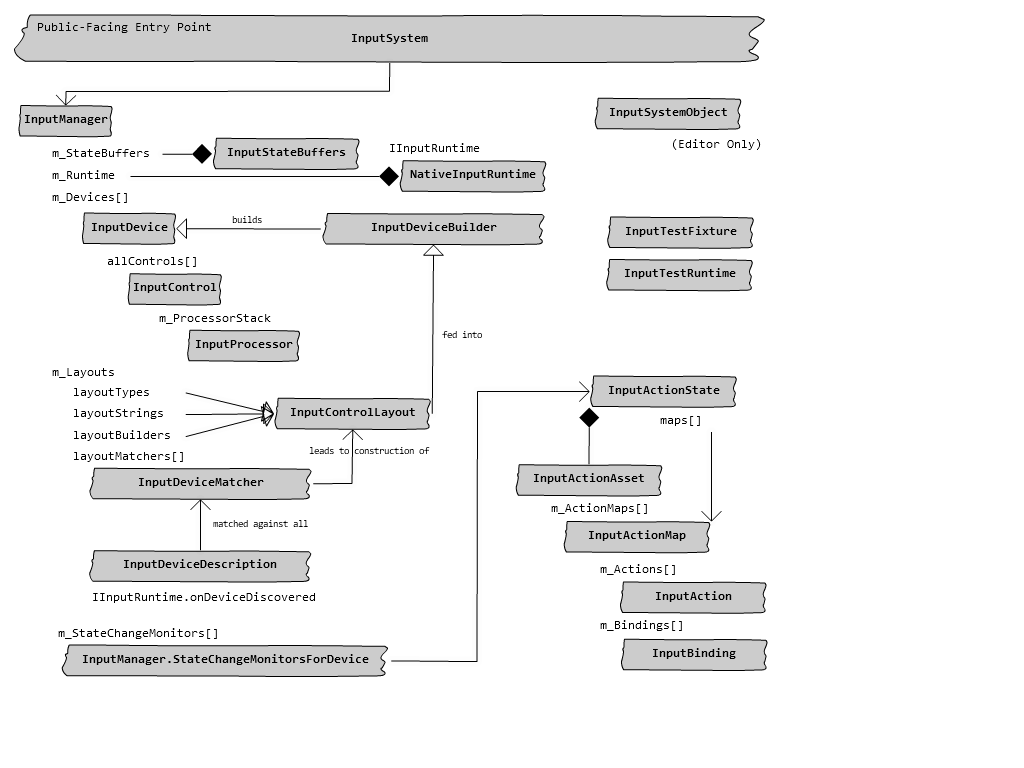 Public-Facing Entry Point
InputSystem
InputManager
InputSystemObject
(Editor Only)
m_StateBuffers
InputStateBuffers
IInputRuntime
m_Runtime
NativeInputRuntime
m_Devices[]
InputDevice
builds
InputDeviceBuilder
InputTestFixture
allControls[]
InputControl
InputTestRuntime
m_ProcessorStack
InputProcessor
fed into
m_Layouts
layoutTypes
layoutStrings
layoutBuilders
layoutMatchers[]
InputControlLayout
InputActionState
maps[]
leads to construction of
InputDeviceMatcher
InputActionAsset
m_ActionMaps[]
matched against all
InputActionMap
InputDeviceDescription
m_Actions[]
IInputRuntime.onDeviceDiscovered
InputAction
m_Bindings[]
m_StateChangeMonitors[]
InputManager.StateChangeMonitorsForDevice
InputBinding